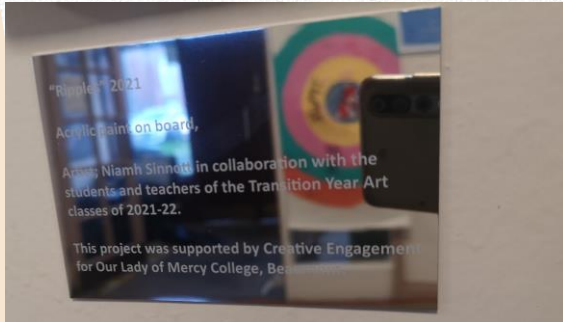 "Ripples" 2021
Acrylic paint on board,
Artist; Niamh Sinnott in collaboration with the
students and teachers of the Transition Year Art
classes of 2021-22.
This project was supported by Creative Engagement
for Our Lady of Mercy College,